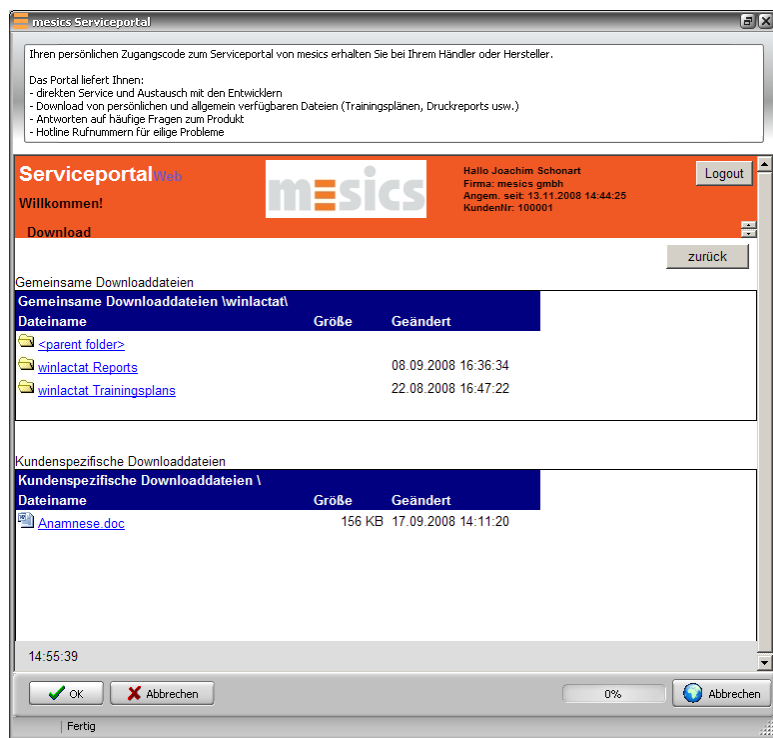 mesics Serviceportal
Ihren persönlichen Zugangscode zum Serviceportal von mesics erhalten Sie bei Ihrem Händler oder Hersteller.
Das Portal liefert Ihnen:
- direkten Service und Austausch mit den Entwicklern
- Download von persönlichen und allgemein verfügbaren Dateien (Trainingsplänen, Druckreports usw.)
- Antworten auf häufige Fragen zum Produkt
- Hotline Rufnummern für eilige Probleme
Serviceportal Web
Willkommen!
Download
mesics
Hallo Joachim Schonart
Firma: mesics gmbh
Angem. seit: 13.11.2008 14:44:25
KundenNr: 100001
Logout
zurück
Gemeinsame Downloaddateien
Gemeinsame Downloaddateien \winlactat\
Dateiname Größe Geändert
<parent folder>
winlactat Reports 08.09.2008 16:36:34
winlactat Trainingsplans 22.08.2008 16:47:22
Kundenspezifische Downloaddateien
Kundenspezifische Downloaddateien \
Dateiname Größe Geändert
Anamnese.doc 156 KB 17.09.2008 14:11:20
14:55:39
OK Abbrechen 0% Abbrechen
Fertig